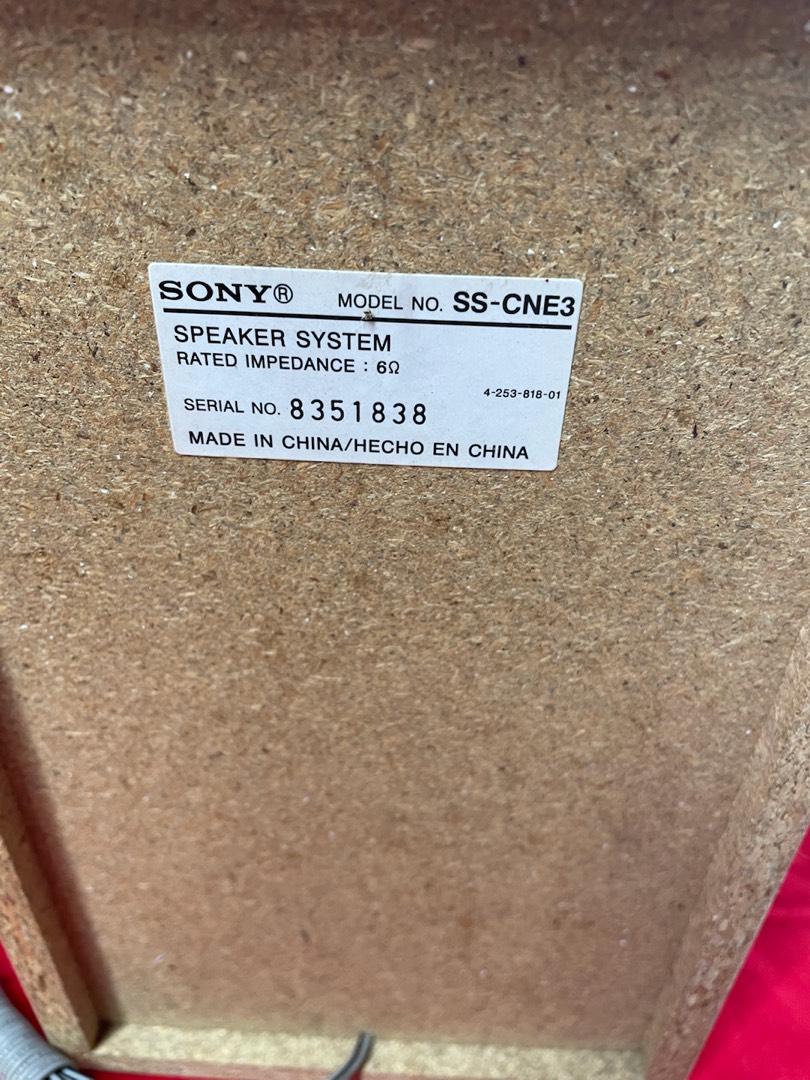 SONY® MODEL NO. SS-CNE3
SPEAKER SYSTEM
RATED IMPEDANCE : 6Ω
4-253-818-01
SERIAL NO. 8351838
MADE IN CHINA/HECHO EN CHINA